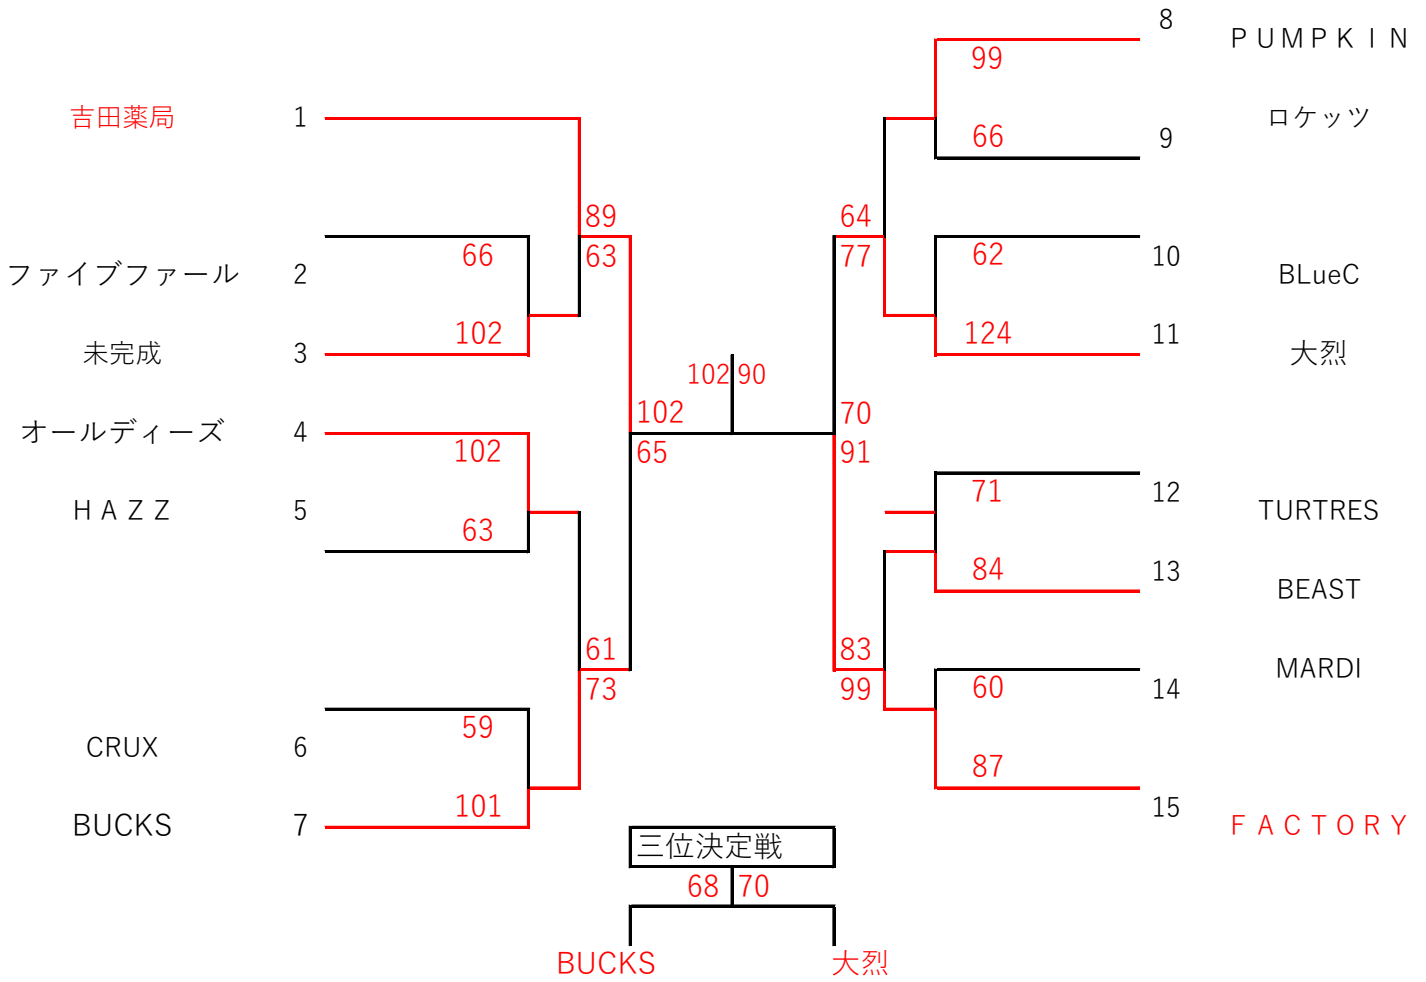 吉田薬局 1
ファイブファール 2
未完成 3
オールディーズ 4
ＨＡＺＺ 5
CRUX 6
BUCKS 7
66
102
102
63
59
101
89
63
61
73
102
65
102 90
70
91
64
77
83
99
99
66
62
124
71
84
60
87
8 ＰＵＭＰＫＩＮ
9 ロケッツ
10 BLueC
11 大烈
12 TURTRES
13 BEAST
14 MARDI
15 ＦＡＣＴＯＲＹ
三位決定戦
68 70
BUCKS 大烈